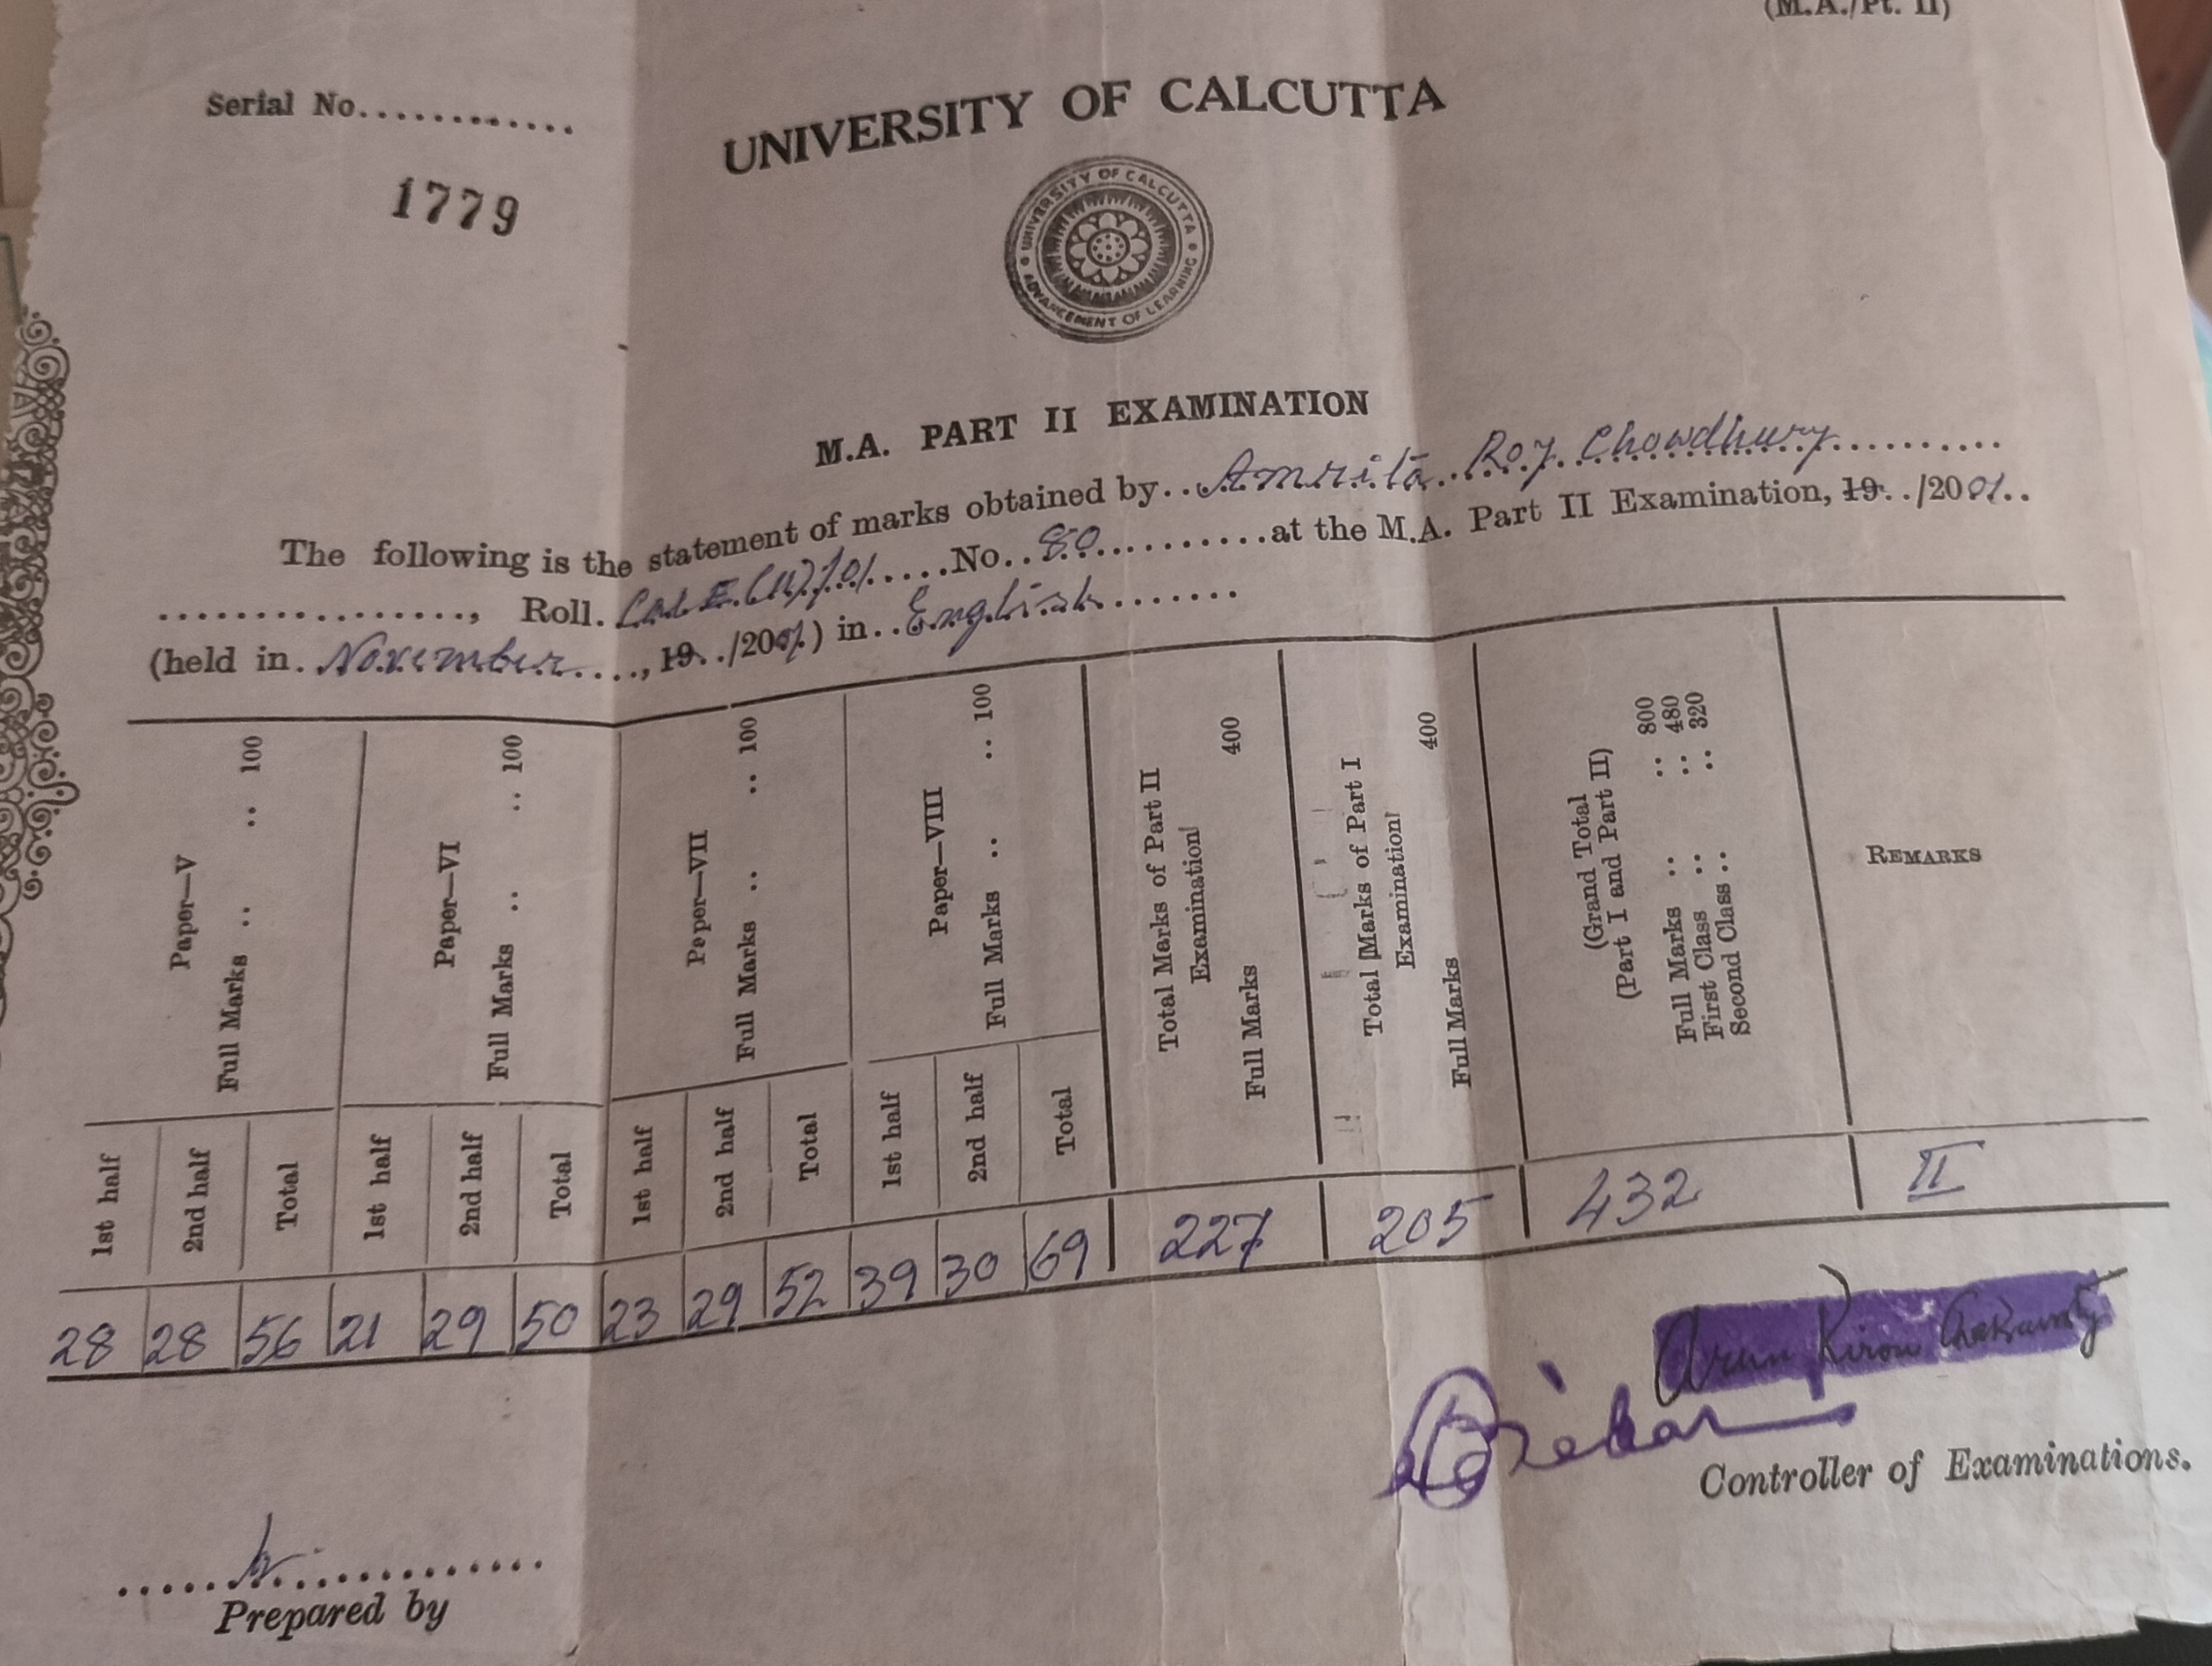 (M.A./Pt. II)
Serial No............
1779
UNIVERSITY OF CALCUTTA
UNIVERSITY OF CALCUTTA
ADVANCEMENT OF LEARNING
M.A. PART II EXAMINATION
The following is the statement of marks obtained by..Amrita..Roy Chowdhury..........
..............., Roll. Cal.E.(II)/01.....No..80..........at the M.A. Part II Examination, 19../2001..
(held in.November....,19../2001) in..English.......
Paper—V
Full Marks .. .. 100
Paper—VI
Full Marks .. .. 100
Paper—VII
Full Marks .. .. 100
Paper—VIII
Full Marks .. .. 100
Total Marks of Part II
Examination
Full Marks 400
Total Marks of Part I
Examination
Full Marks 400
(Grand Total
(Part I and Part II)
Full Marks .. .. 800
First Class .. .. 480
Second Class .. .. 320
REMARKS
1st half 2nd half Total 1st half 2nd half Total 1st half 2nd half Total 1st half 2nd half Total
28 28 56 21 29 50 23 29 52 39 30 69 227 205 432 II
Controller of Examinations.
Prepared by